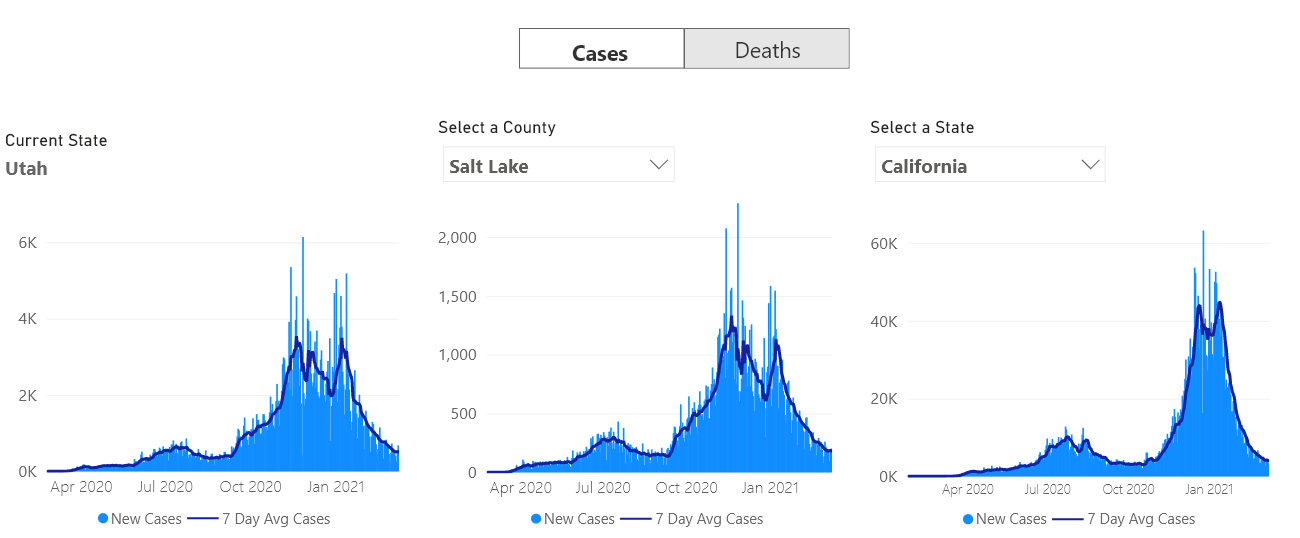 Cases Deaths
Current State
Utah
Select a County
Salt Lake
Select a State
California
6K
4K
2K
0K
Apr 2020 Jul 2020 Oct 2020 Jan 2021
New Cases 7 Day Avg Cases
2,000
1,500
1,000
500
0
Apr 2020 Jul 2020 Oct 2020 Jan 2021
New Cases 7 Day Avg Cases
60K
40K
20K
0K
Apr 2020 Jul 2020 Oct 2020 Jan 2021
New Cases 7 Day Avg Cases